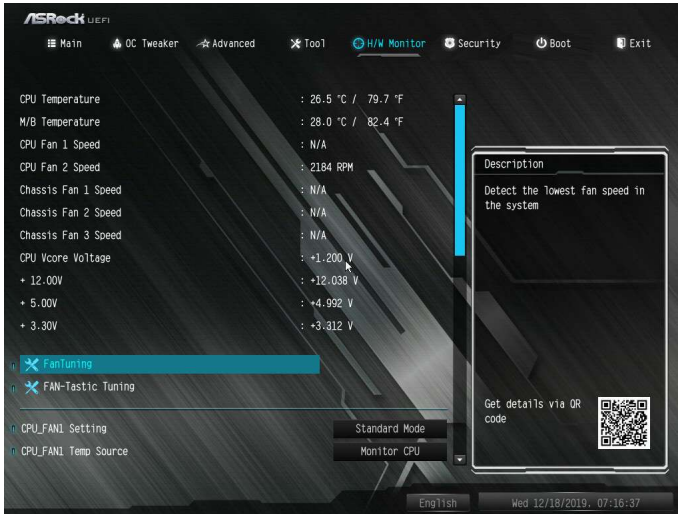 ASRock UEFI
Main OC Tweaker Advanced Tool H/W Monitor Security Boot Exit
CPU Temperature : 26.5 °C / 79.7 °F
M/B Temperature : 28.0 °C / 82.4 °F
CPU Fan 1 Speed : N/A
CPU Fan 2 Speed : 2184 RPM
Chassis Fan 1 Speed : N/A
Chassis Fan 2 Speed : N/A
Chassis Fan 3 Speed : N/A
CPU Vcore Voltage : +1.200 V
+ 12.00V : +12.038 V
+ 5.00V : +4.992 V
+ 3.30V : +3.312 V
FanTuning
FAN-Tastic Tuning
CPU_FAN1 Setting Standard Mode
CPU_FAN1 Temp Source Monitor CPU
Description
Detect the lowest fan speed in
the system
Get details via QR
code
English Wed 12/18/2019. 07:16:37